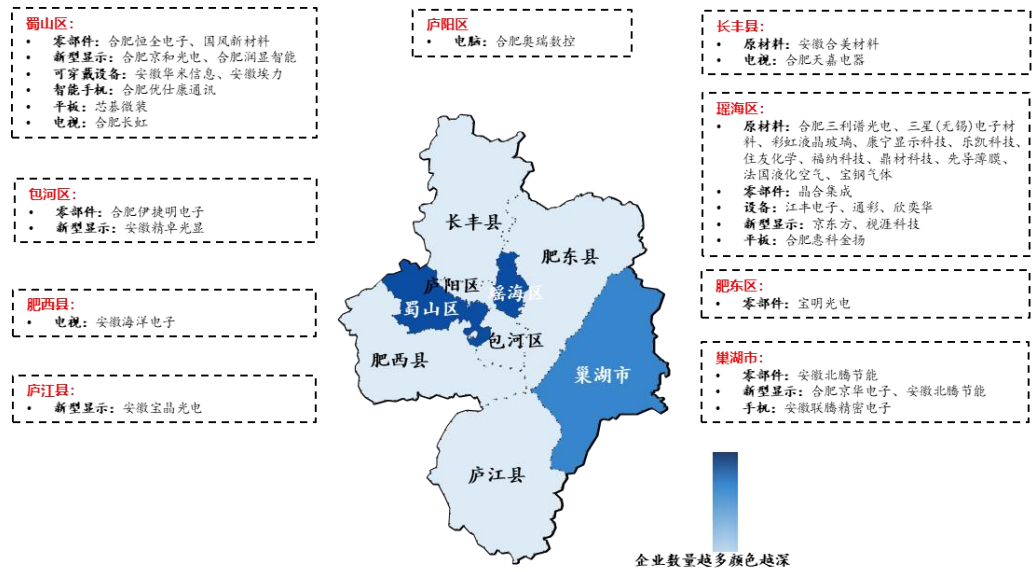 蜀山区：
• 零部件：合肥恒全电子、国风新材料
• 新型显示：合肥京和光电、合肥润显智能
• 可穿戴设备：安徽华米信息、安徽埃力
• 智能手机：合肥优仕康通讯
• 平板：芯碁微装
• 电视：合肥长虹
包河区：
• 零部件：合肥伊捷明电子
• 新型显示：安徽精卓光显
肥西县：
• 电视：安徽海洋电子
庐江县：
• 新型显示：安徽宝晶光电
庐阳区
• 电脑：合肥奥瑞数控
长丰县：
• 原材料：安徽合美材料
• 电视：合肥天嘉电器
瑶海区：
• 原材料：合肥三利谱光电、三星(无锡)电子材
料、彩虹液晶玻璃、康宁显示科技、乐凯科技、
住友化学、福纳科技、鼎材科技、先导薄膜、
法国液化空气、宝钢气体
• 零部件：晶合集成
• 设备：江丰电子、通彩、欣奕华
• 新型显示：京东方、视涯科技
• 平板：合肥惠科金扬
肥东区：
• 零部件：宝明光电
巢湖市：
• 零部件：安徽北腾节能
• 新型显示：合肥京华电子、安徽北腾节能
• 手机：安徽联腾精密电子
长丰县
肥东县
庐阳区
瑶海区
蜀山区
包河区
肥西县
巢湖市
庐江县
企业数量越多颜色越深